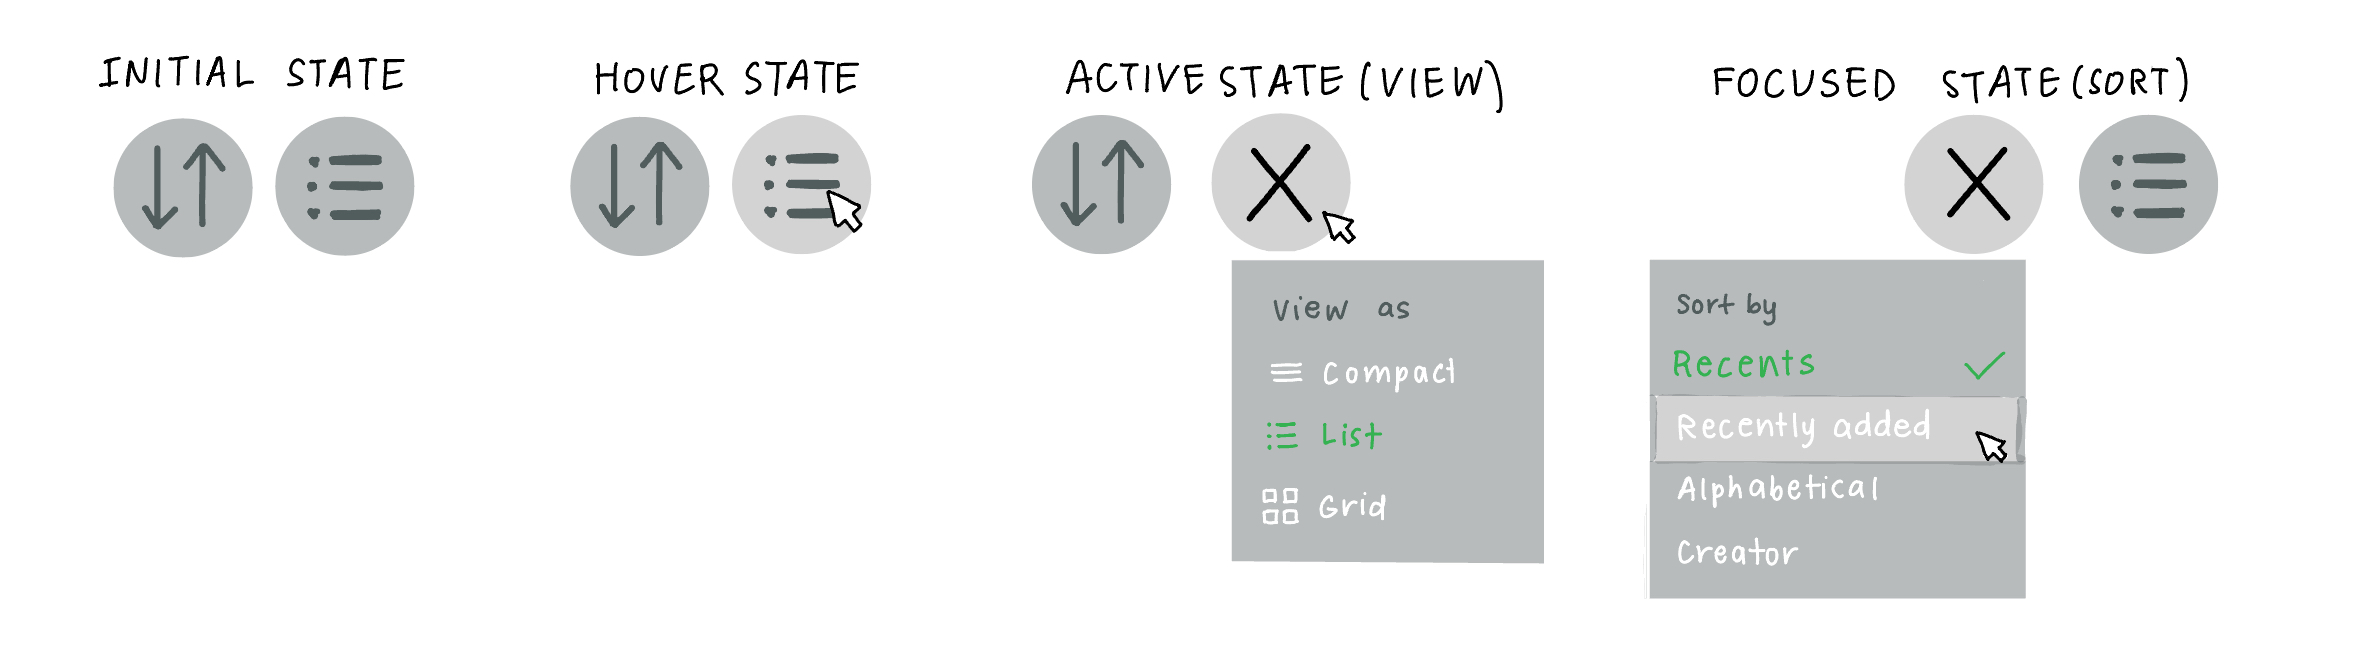 INITIAL STATE
HOVER STATE
ACTIVE STATE (VIEW)
View as
Compact
List
Grid
FOCUSED STATE (SORT)
Sort by
Recents
Recently added
Alphabetical
Creator